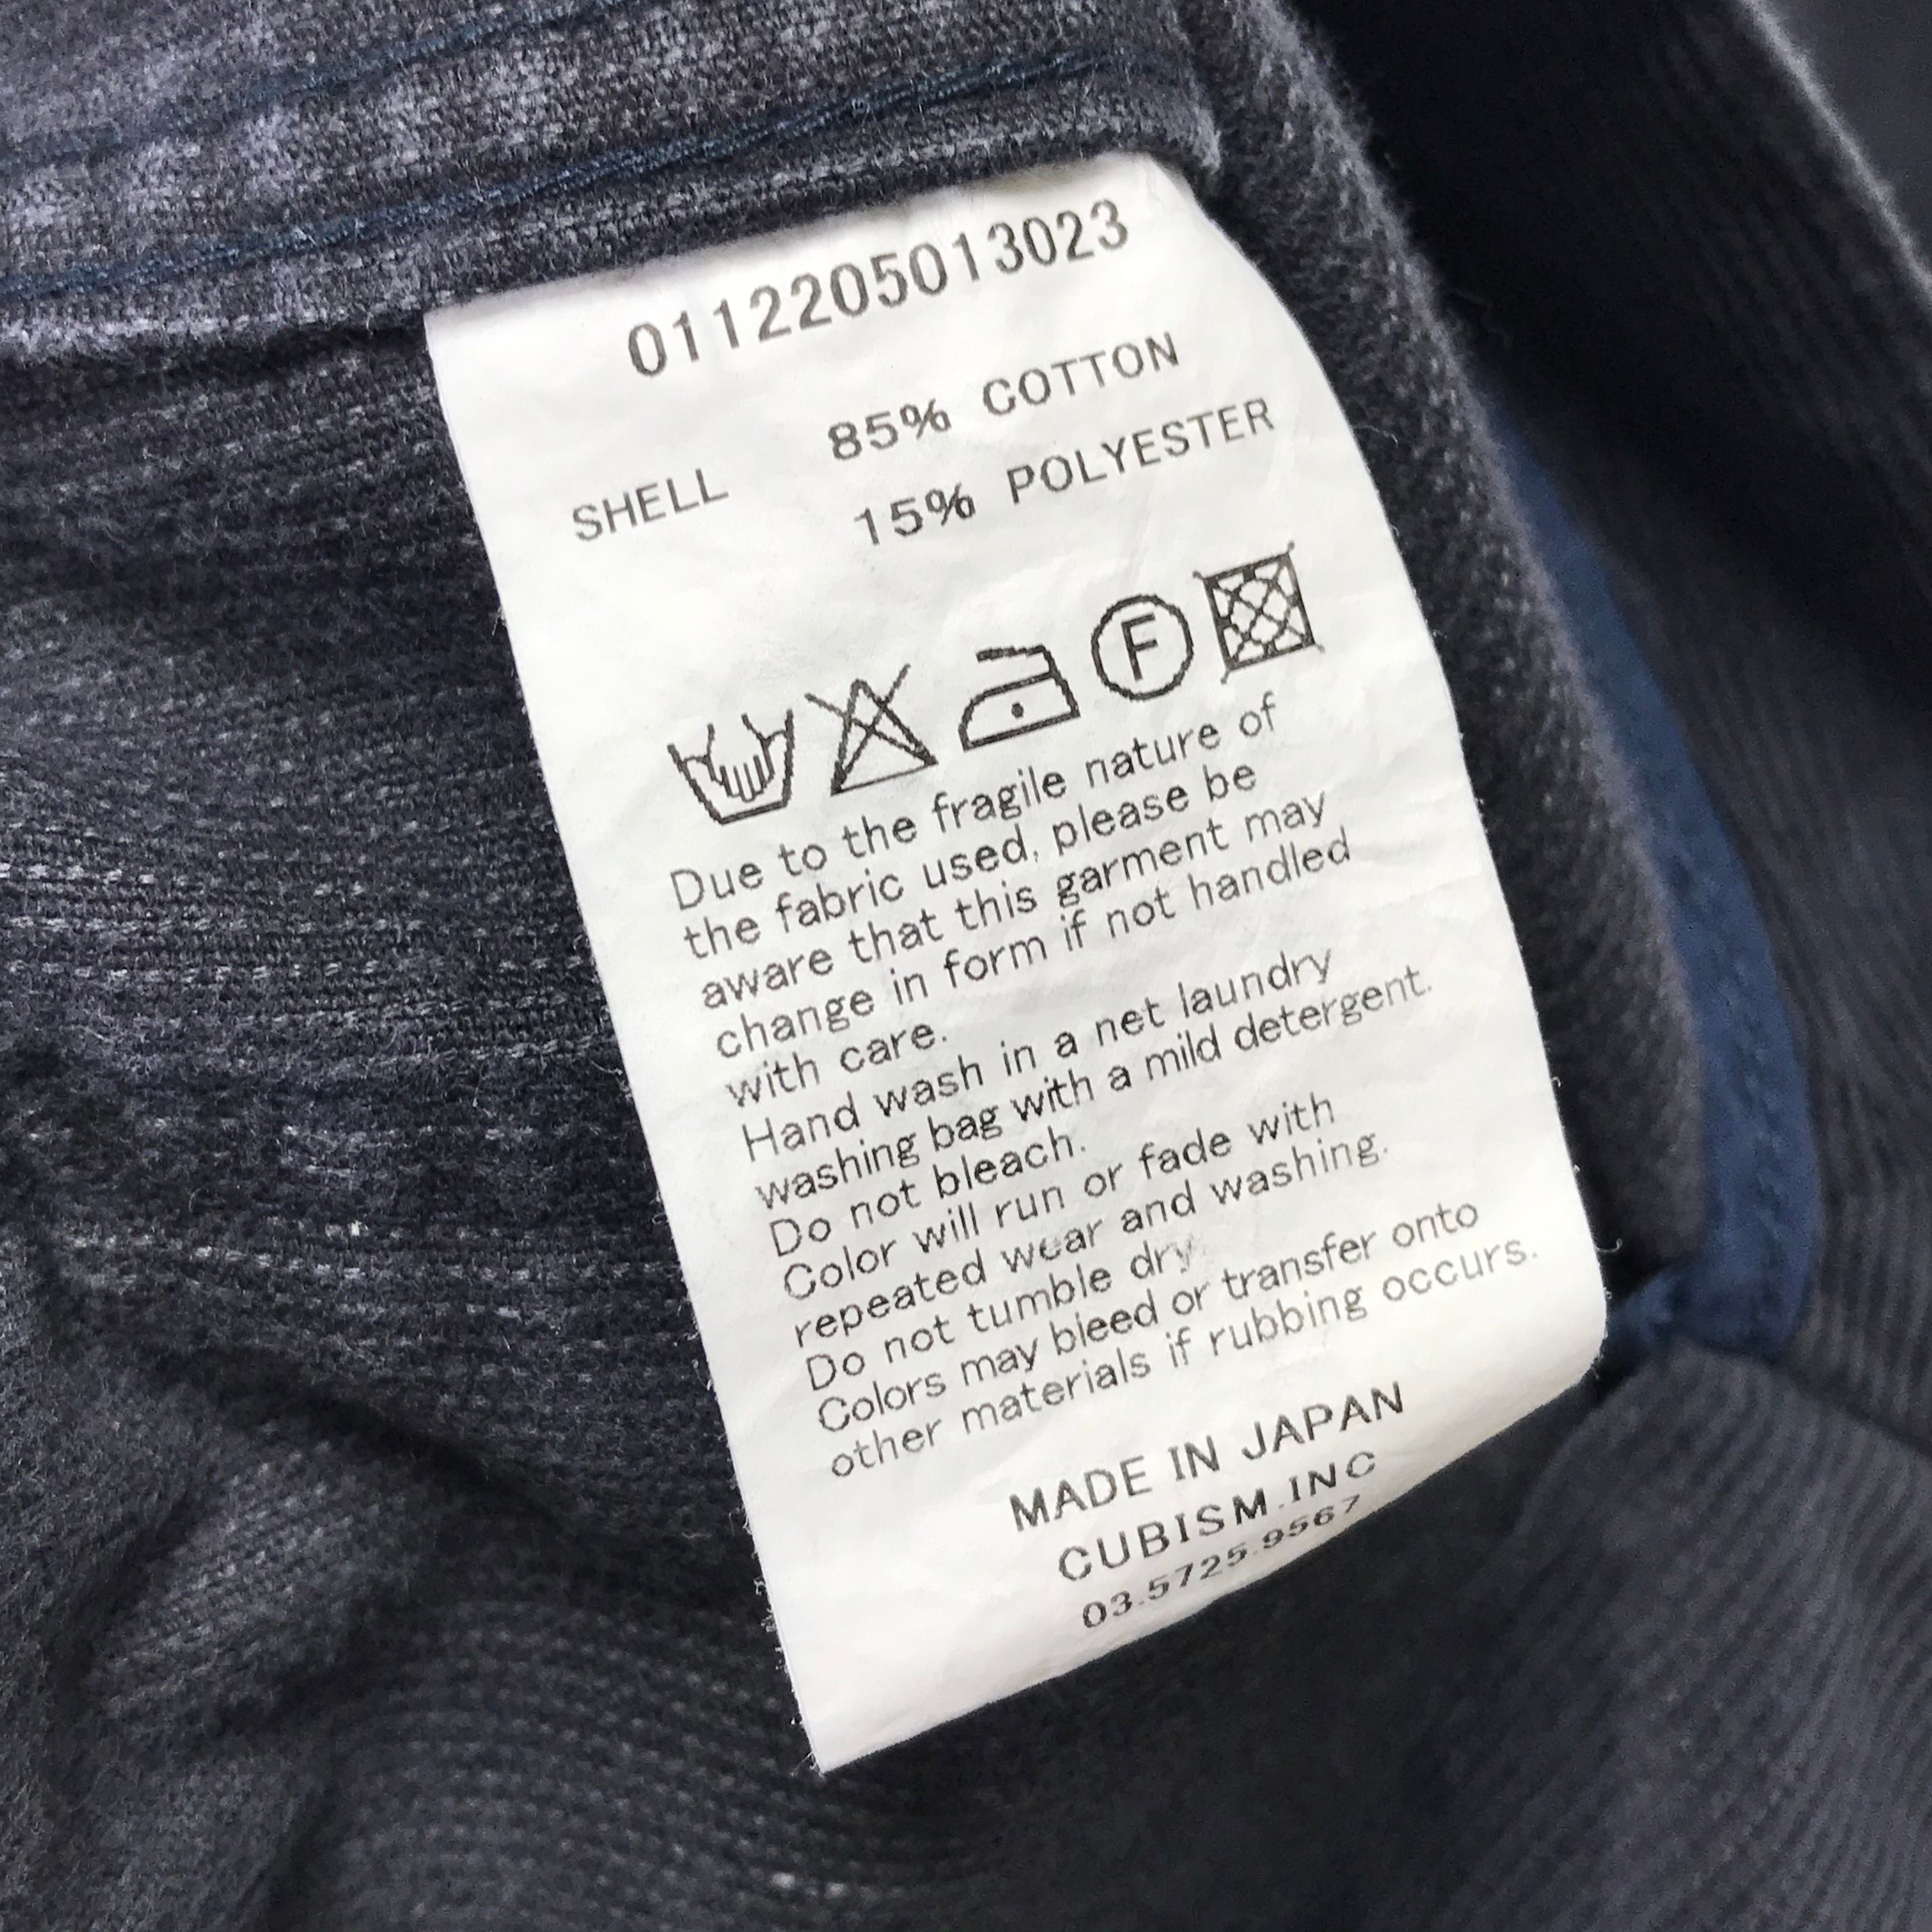 0112205013023
85% COTTON
SHELL
15% POLYESTER
F
Due to the fragile nature of
the fabric used, please be
aware that this garment may
change in form if not handled
with care.
Hand wash in a net laundry
washing bag with a mild detergent.
Do not bleach.
Color will run or fade with
repeated wear and washing.
Do not tumble dry
Colors may bleed or transfer onto
other materials if rubbing occurs.
MADE IN JAPAN
CUBISM.INC
03.5725.9567